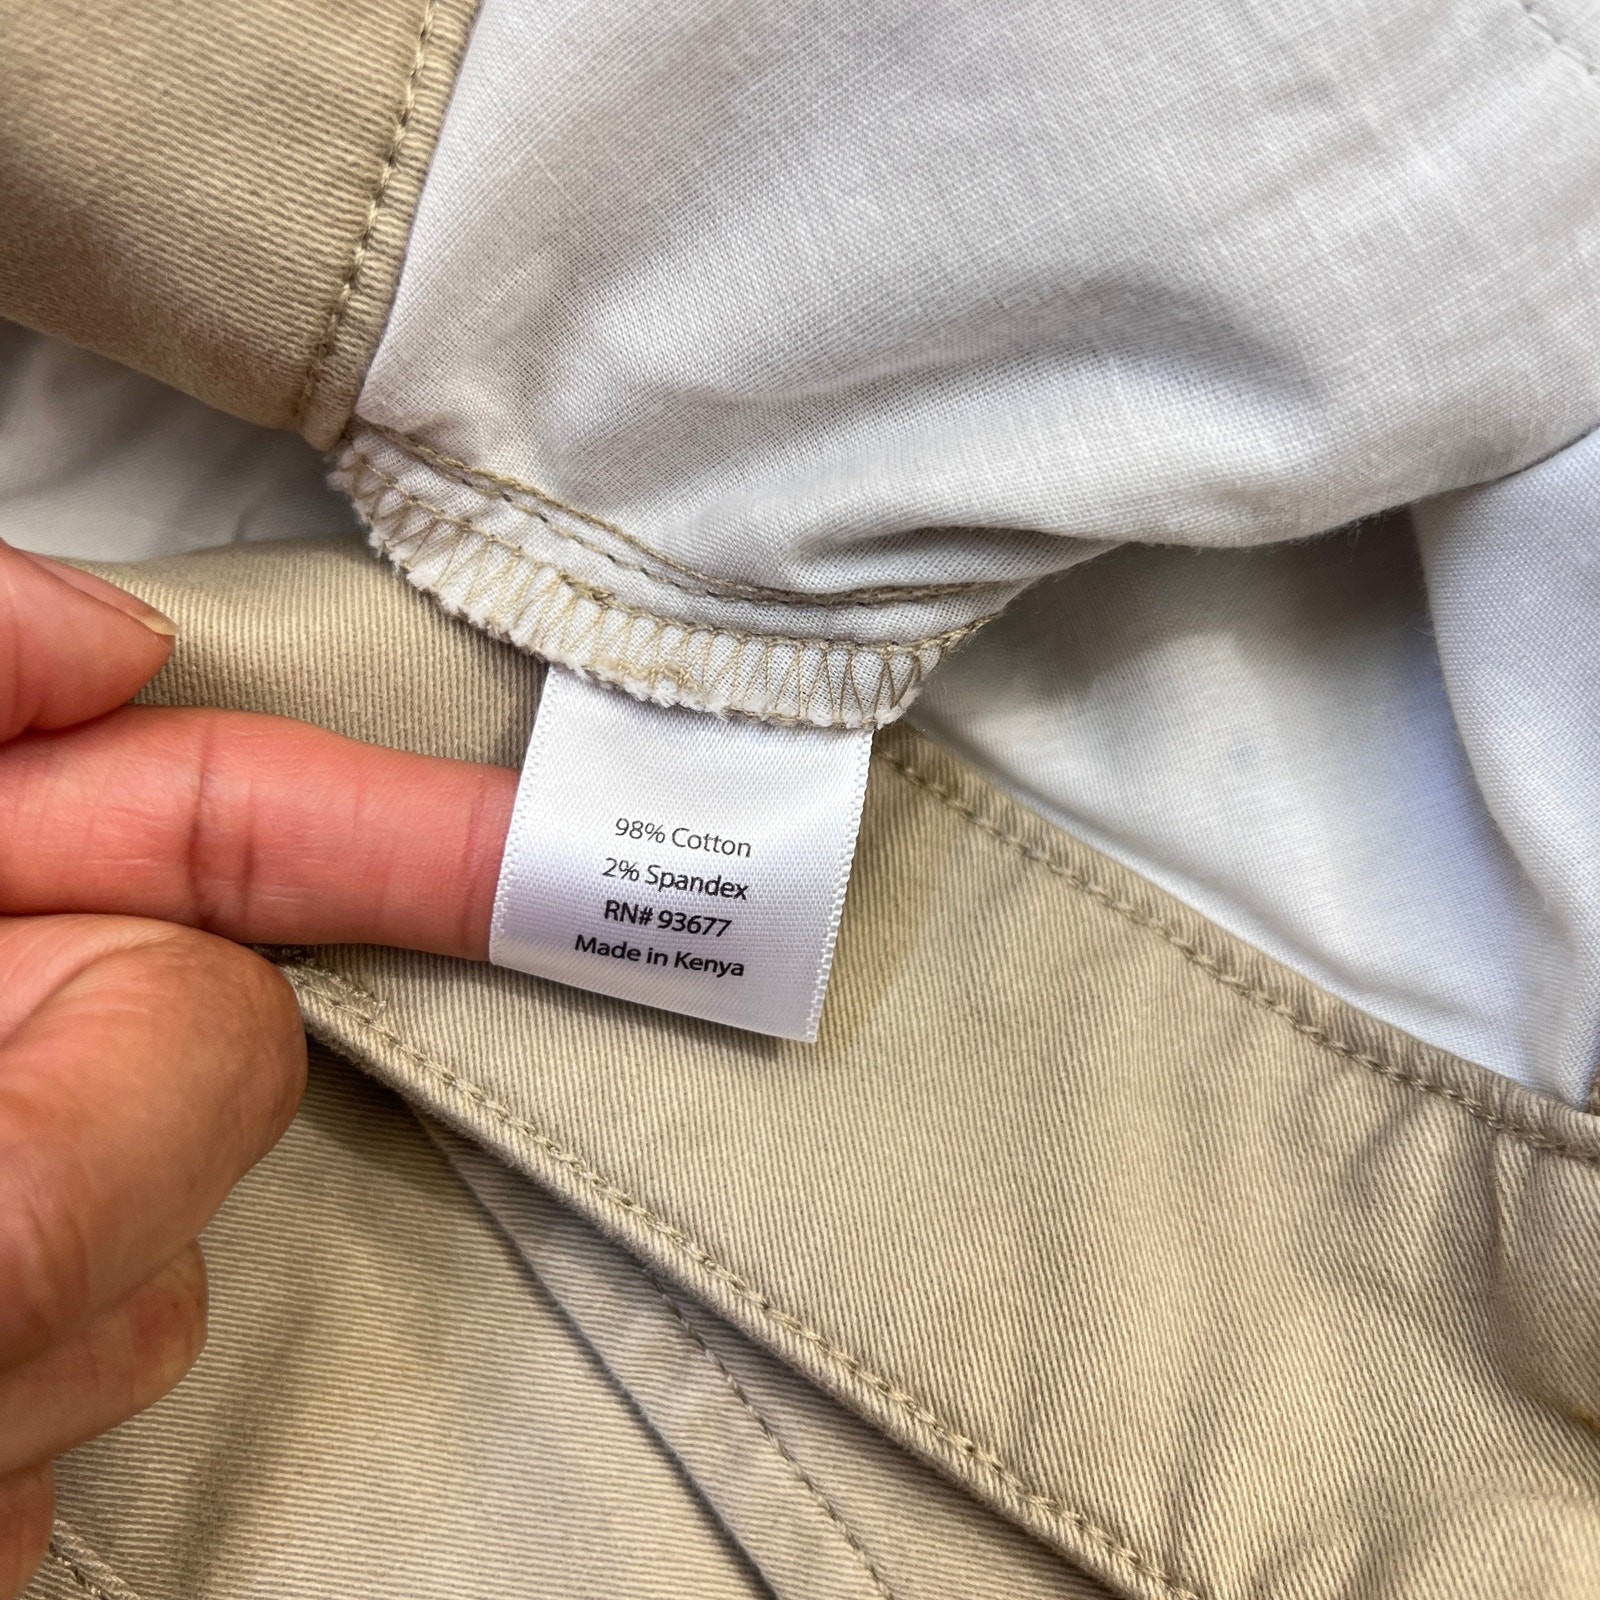 98% Cotton
2% Spandex
RN# 93677
Made in Kenya